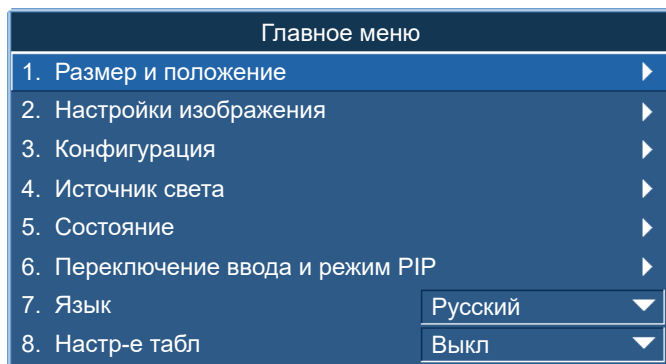 Главное меню
1. Размер и положение
2. Настройки изображения
3. Конфигурация
4. Источник света
5. Состояние
6. Переключение ввода и режим PIP
7. Язык Русский
8. Настр-е табл Выкл